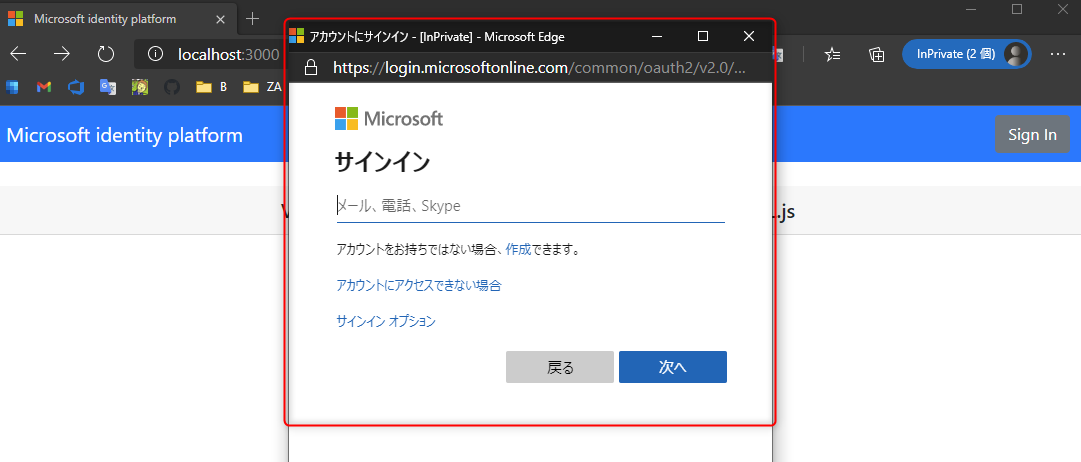 Microsoft identity platform
localhost:3000
B
ZA
InPrivate (2 個)
アカウントにサインイン - [InPrivate] - Microsoft Edge
https://login.microsoftonline.com/common/oauth2/v2.0/...
Microsoft identity platform
Sign In
Microsoft
サインイン
メール、電話、Skype
.js
アカウントをお持ちではない場合、作成できます。
アカウントにアクセスできない場合
サインイン オプション
戻る
次へ